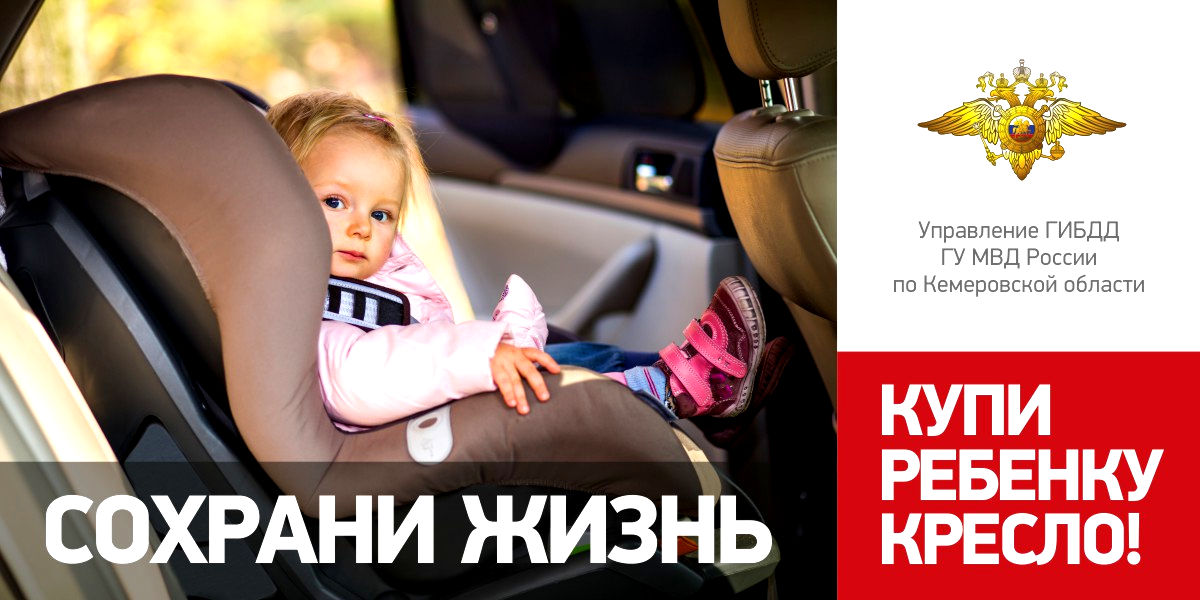 СОХРАНИ ЖИЗНЬ
Управление ГИБДД
ГУ МВД России
по Кемеровской области
КУПИ
РЕБЕНКУ
КРЕСЛО!